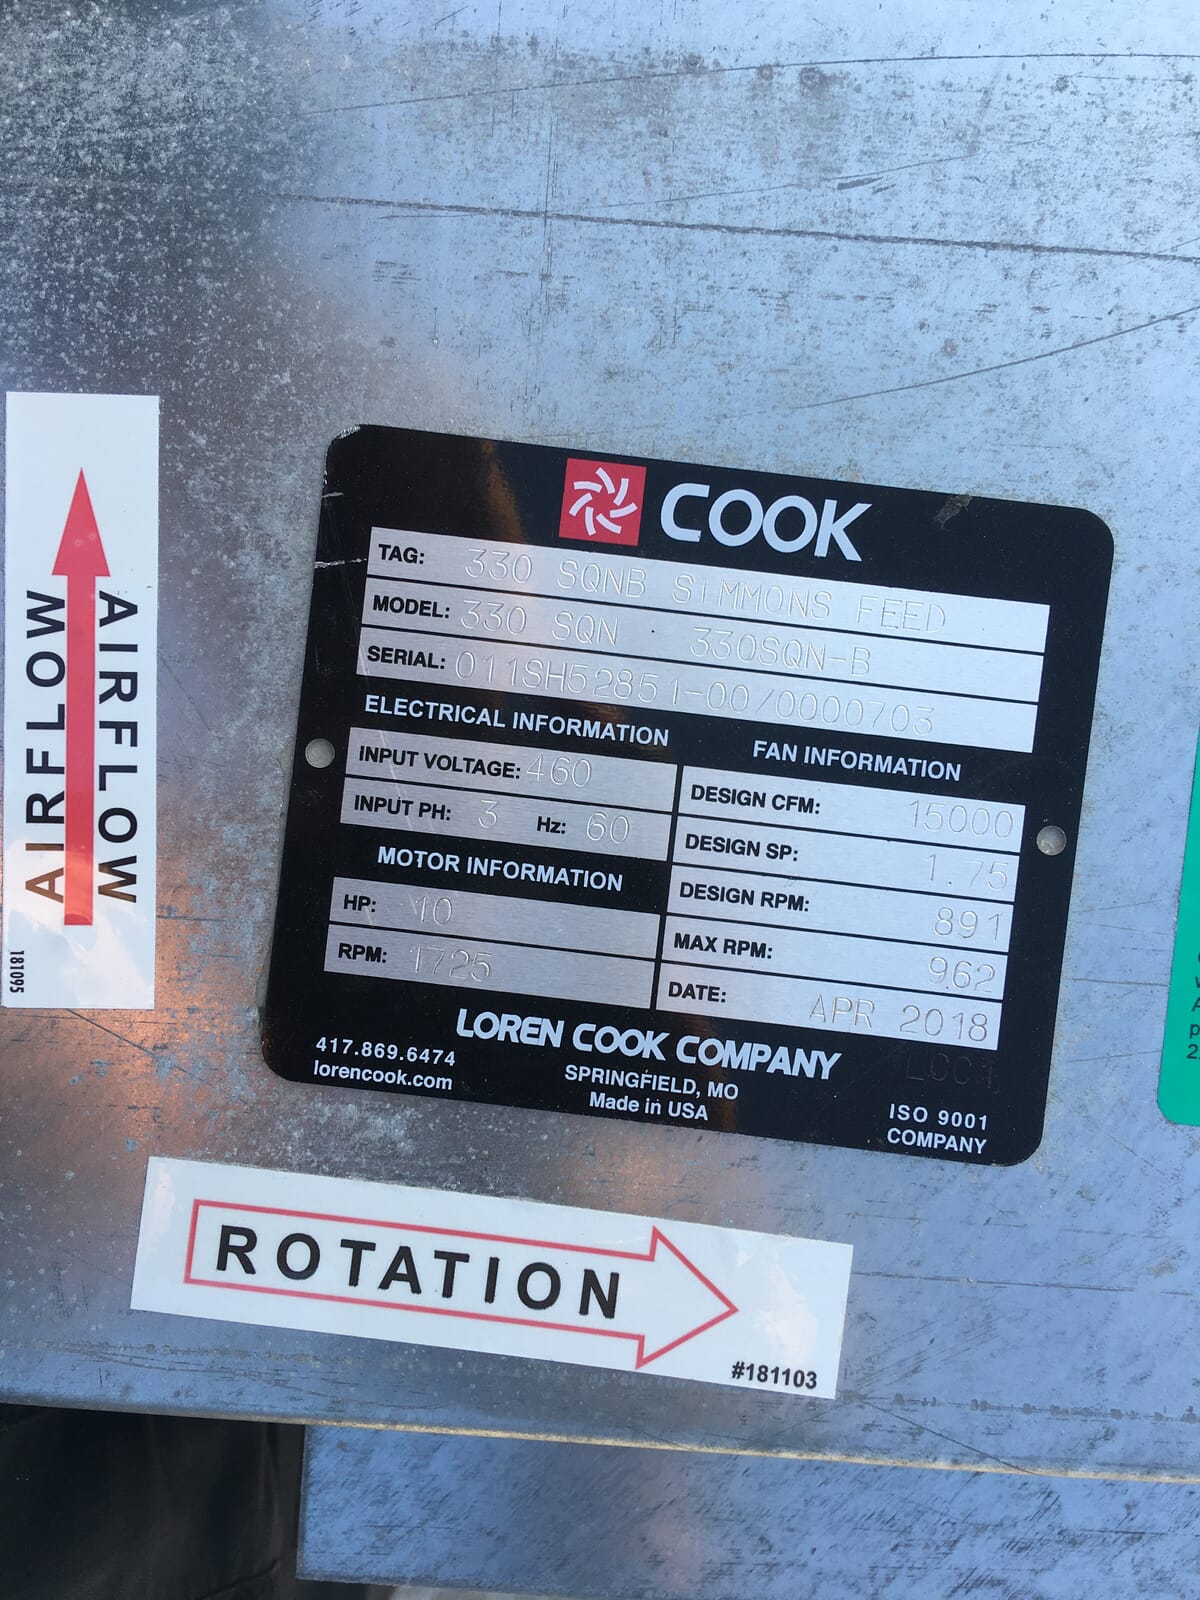 COOK
TAG: 330 SQNB SIMMONS FEED
MODEL: 330 SQN 330SQN-B
SERIAL: 011SH52851-00/0000703
ELECTRICAL INFORMATION
INPUT VOLTAGE: 460
INPUT PH: 3 Hz: 60
MOTOR INFORMATION
HP: 10
RPM: 1725
FAN INFORMATION
DESIGN CFM: 15000
DESIGN SP: 1.75
DESIGN RPM: 891
MAX RPM: 962
DATE: APR 2018
LCC1
LOREN COOK COMPANY
417.869.6474
lorencook.com
SPRINGFIELD, MO
Made in USA
ISO 9001
COMPANY
AIRFLOW
AIRFLOW
181095
ROTATION
#181103